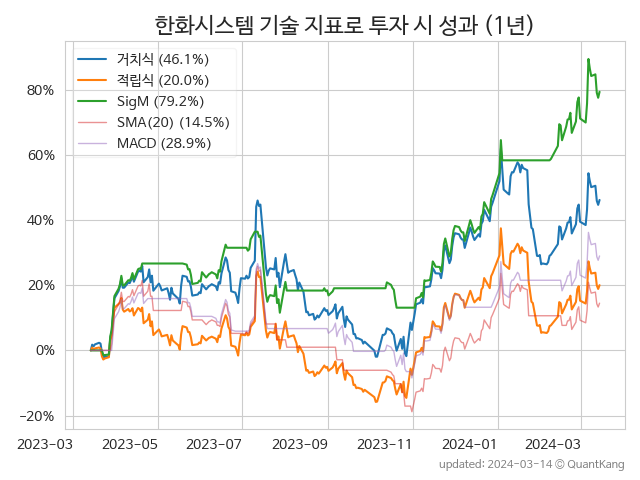 한화시스템 기술 지표로 투자 시 성과 (1년)
거치식 (46.1%)
적립식 (20.0%)
SigM (79.2%)
SMA(20) (14.5%)
MACD (28.9%)
80%
60%
40%
20%
0%
−20%
2023-03 2023-05 2023-07 2023-09 2023-11 2024-01 2024-03
updated: 2024-03-14 © QuantKang